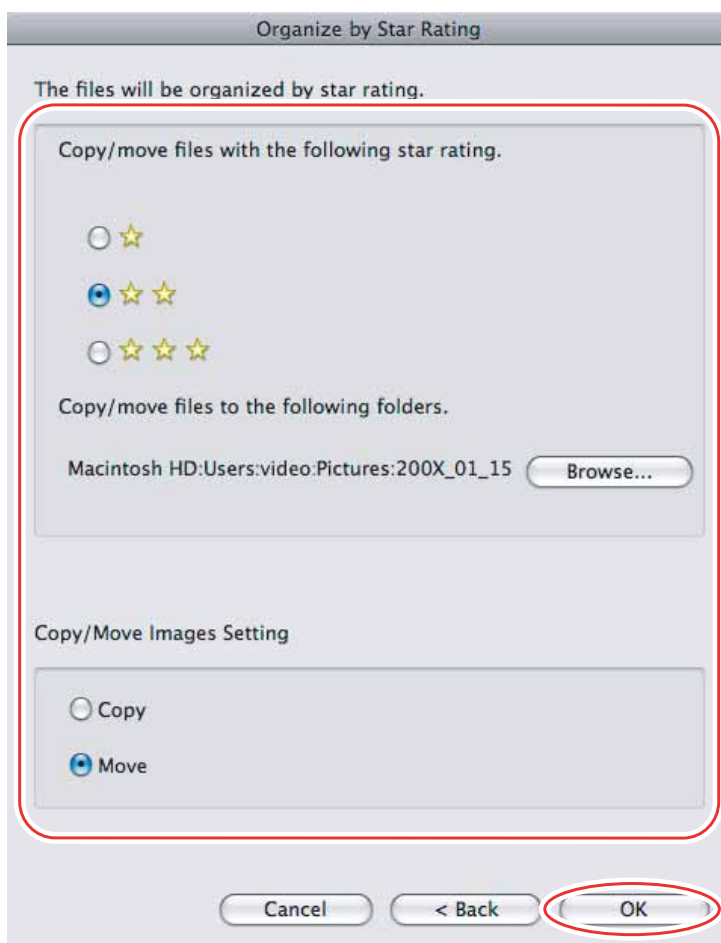 Organize by Star Rating
The files will be organized by star rating.
Copy/move files with the following star rating.
Copy/move files to the following folders.
Macintosh HD:Users:video:Pictures:200X_01_15 Browse...
Copy/Move Images Setting
Copy
Move
Cancel < Back OK